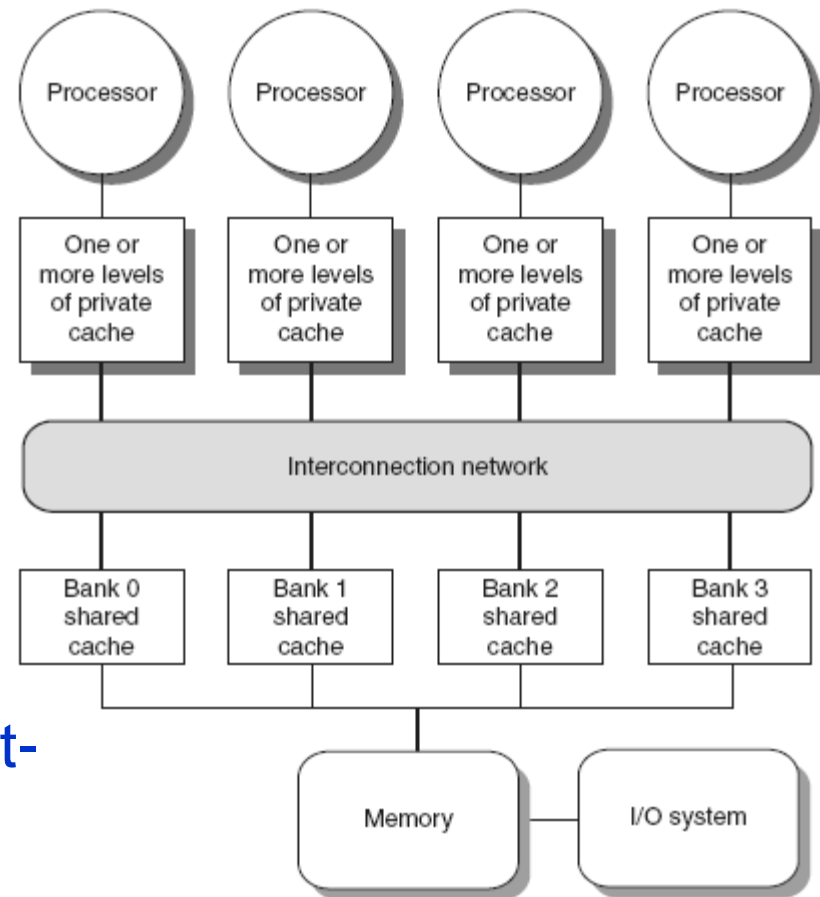 Processor
Processor
Processor
Processor
One or
more levels
of private
cache
One or
more levels
of private
cache
One or
more levels
of private
cache
One or
more levels
of private
cache
Interconnection network
Bank 0
shared
cache
Bank 1
shared
cache
Bank 2
shared
cache
Bank 3
shared
cache
t-
Memory
I/O system